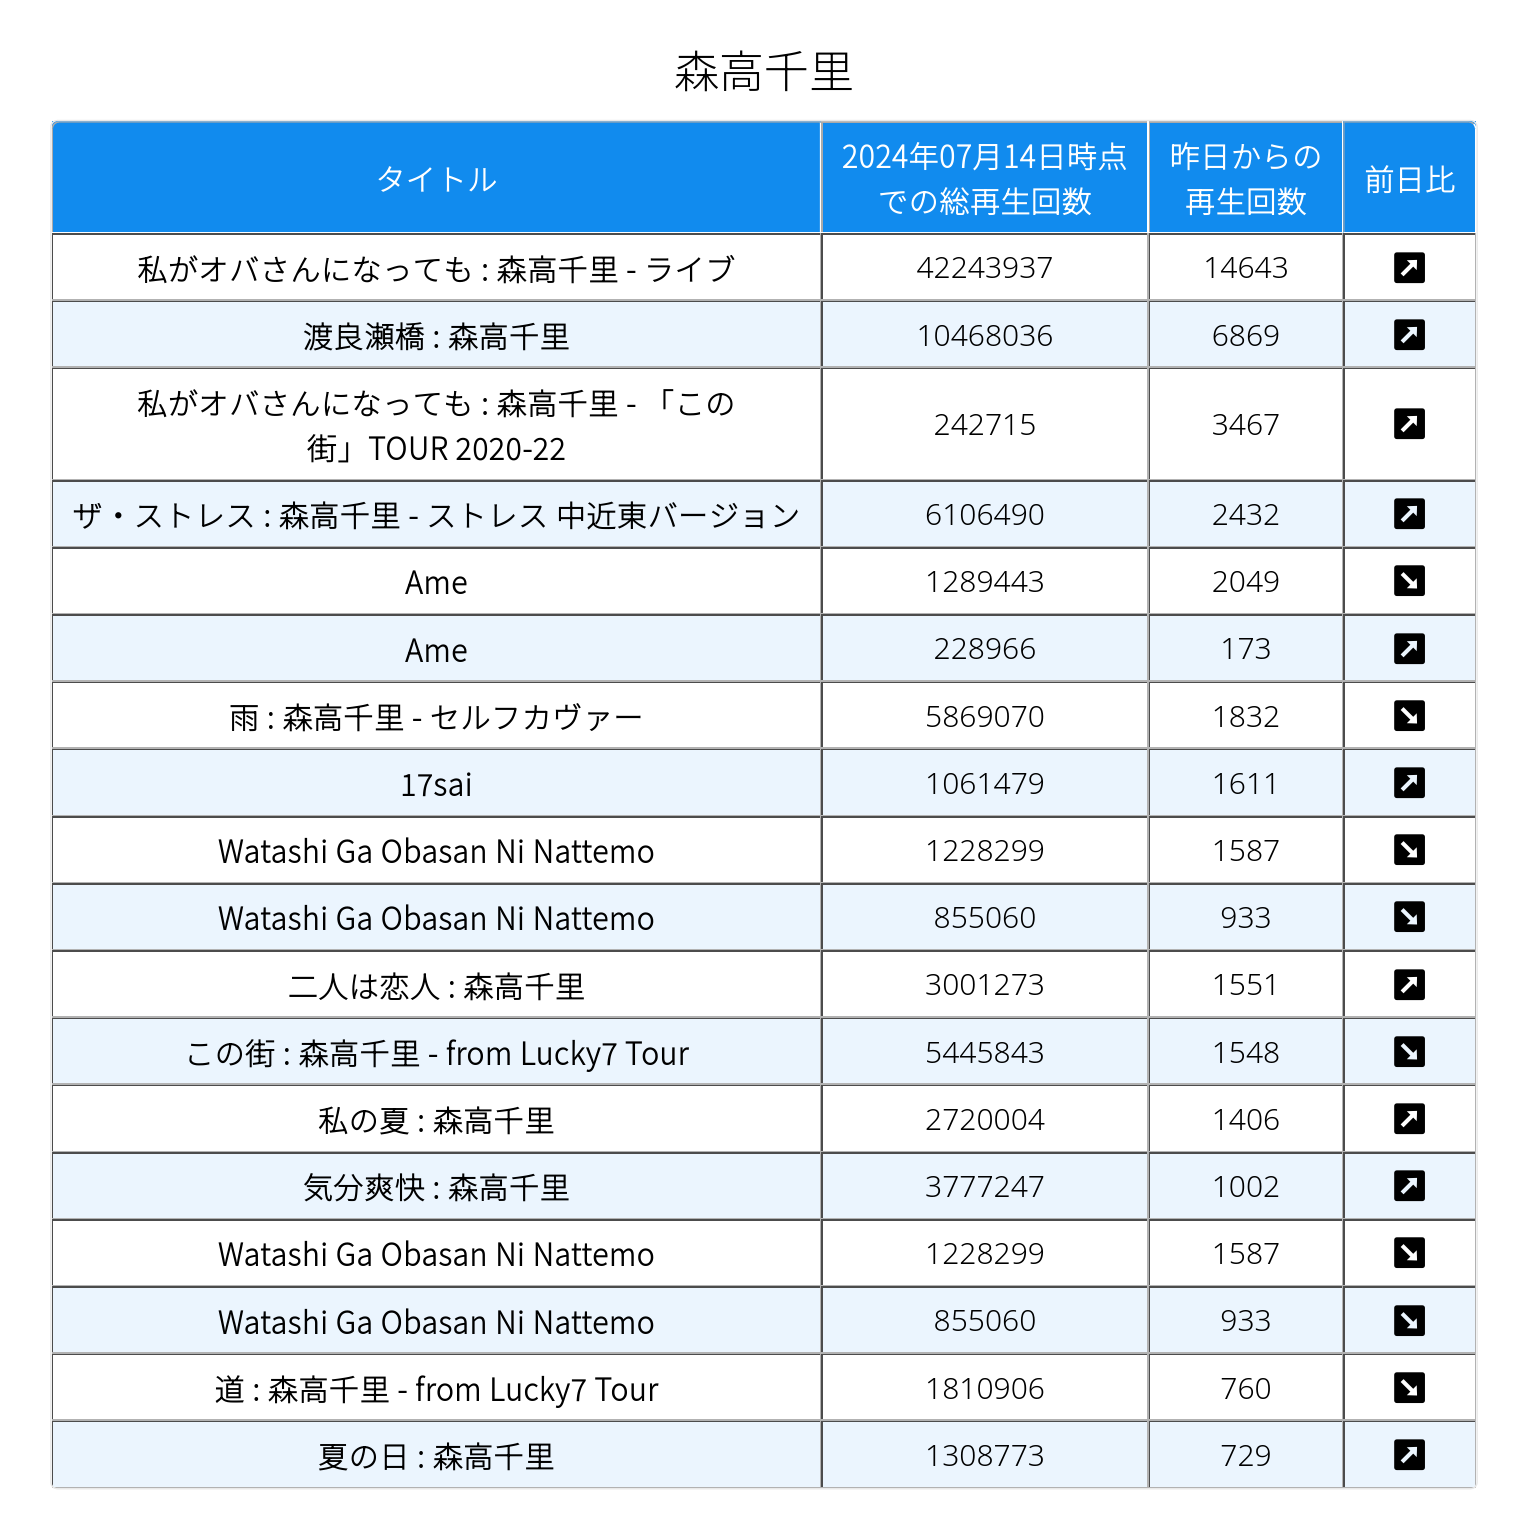 森高千里
タイトル
2024年07月14日時点
での総再生回数
昨日からの
再生回数
前日比
私がオバさんになっても : 森高千里 - ライブ 42243937 14643
渡良瀬橋 : 森高千里 10468036 6869
私がオバさんになっても : 森高千里 - 「この
街」TOUR 2020-22 242715 3467
ザ・ストレス : 森高千里 - ストレス 中近東バージョン 6106490 2432
Ame 1289443 2049
Ame 228966 173
雨 : 森高千里 - セルフカヴァー 5869070 1832
17sai 1061479 1611
Watashi Ga Obasan Ni Nattemo 1228299 1587
Watashi Ga Obasan Ni Nattemo 855060 933
二人は恋人 : 森高千里 3001273 1551
この街 : 森高千里 - from Lucky7 Tour 5445843 1548
私の夏 : 森高千里 2720004 1406
気分爽快 : 森高千里 3777247 1002
Watashi Ga Obasan Ni Nattemo 1228299 1587
Watashi Ga Obasan Ni Nattemo 855060 933
道 : 森高千里 - from Lucky7 Tour 1810906 760
夏の日 : 森高千里 1308773 729